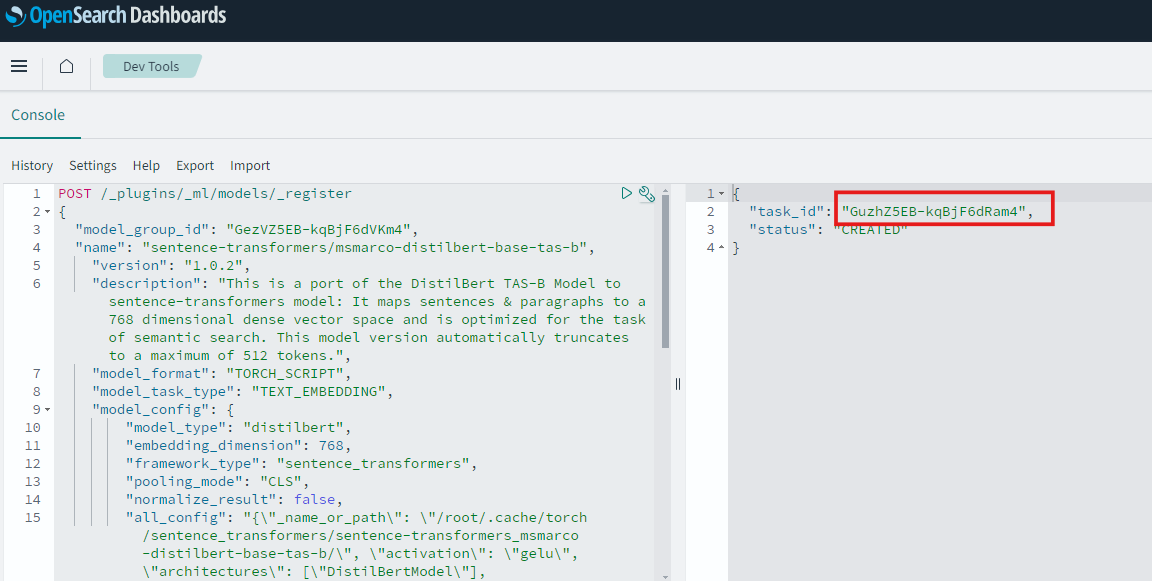 OpenSearch Dashboards
Dev Tools
Console
History Settings Help Export Import
1 POST /_plugins/_ml/models/_register
2 {
3 "model_group_id": "GezVZ5EB-kqBjF6dVKm4",
4 "name": "sentence-transformers/msmarco-distilbert-base-tas-b",
5 "version": "1.0.2",
6 "description": "This is a port of the DistilBert TAS-B Model to
sentence-transformers model: It maps sentences & paragraphs to a
768 dimensional dense vector space and is optimized for the task
of semantic search. This model version automatically truncates
to a maximum of 512 tokens.",
7 "model_format": "TORCH_SCRIPT",
8 "model_task_type": "TEXT_EMBEDDING",
9 "model_config": {
10 "model_type": "distilbert",
11 "embedding_dimension": 768,
12 "framework_type": "sentence_transformers",
13 "pooling_mode": "CLS",
14 "normalize_result": false,
15 "all_config": "{\"_name_or_path\": \"/root/.cache/torch
/sentence_transformers/sentence-transformers_msmarco
-distilbert-base-tas-b/\", \"activation\": \"gelu\",
\"architectures\": [\"DistilBertModel\"],
1 {
2 "task_id": "GuzhZ5EB-kqBjF6dRam4",
3 "status": "CREATED"
4 }